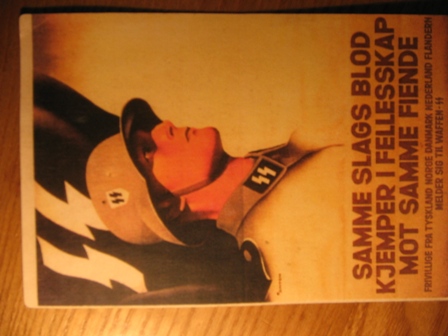 SAMME SLAGS BLOD
KJEMPER I FELLESSKAP
MOT SAMME FIENDE
FRIVILLIGE FRA TYSKLAND NORGE DANMARK NEDERLAND FLANDERN
MELDER SIG TIL WAFFEN-SS